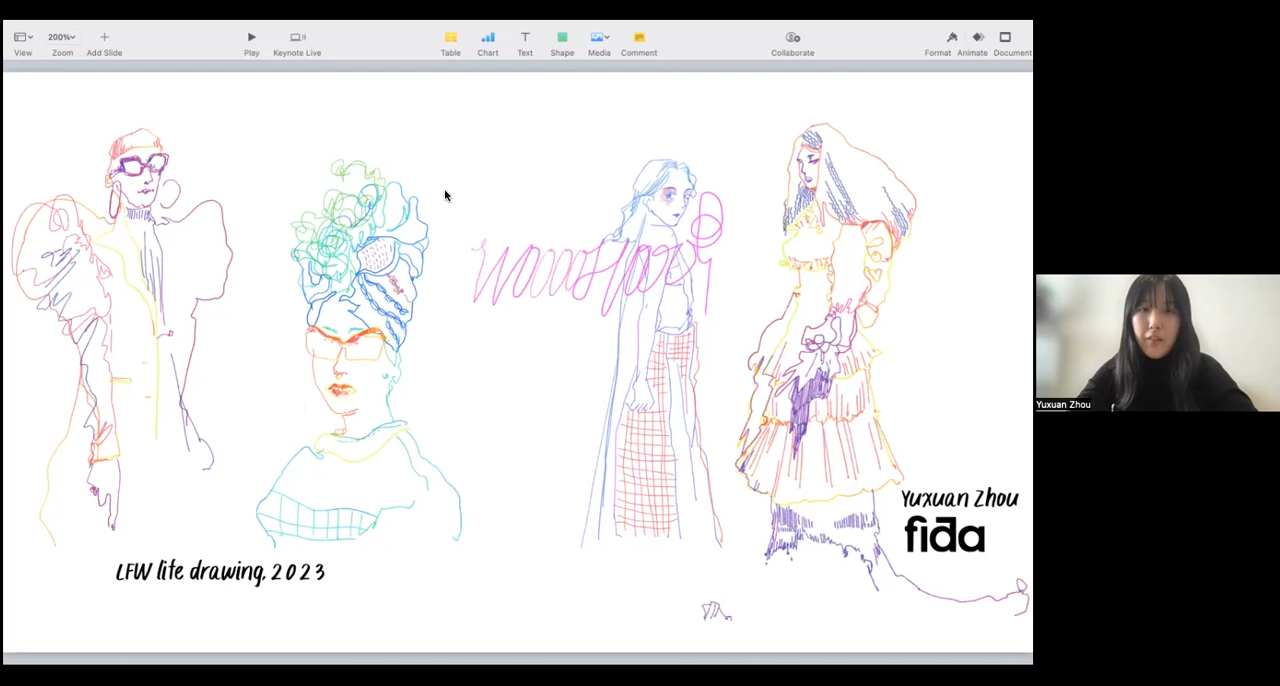 View
200%
Zoom
Add Slide
Play
Keynote Live
Table
Chart
Text
Shape
Media
Comment
Collaborate
Format
Animate
Document
Yuxuan Zhou
fida
LFW life drawing, 2023
Yuxuan Zhou